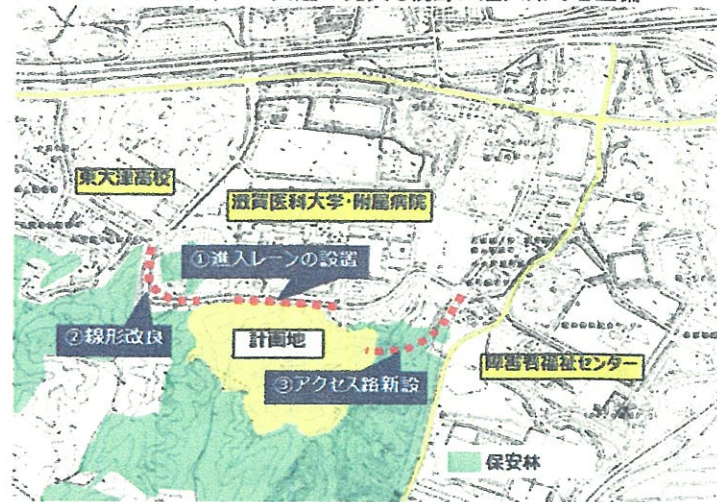 東大津高校
滋賀医科大学・附属病院
①進入レーンの設置
②線形改良
計画地
③アクセス路新設
障害者福祉センター
保安林